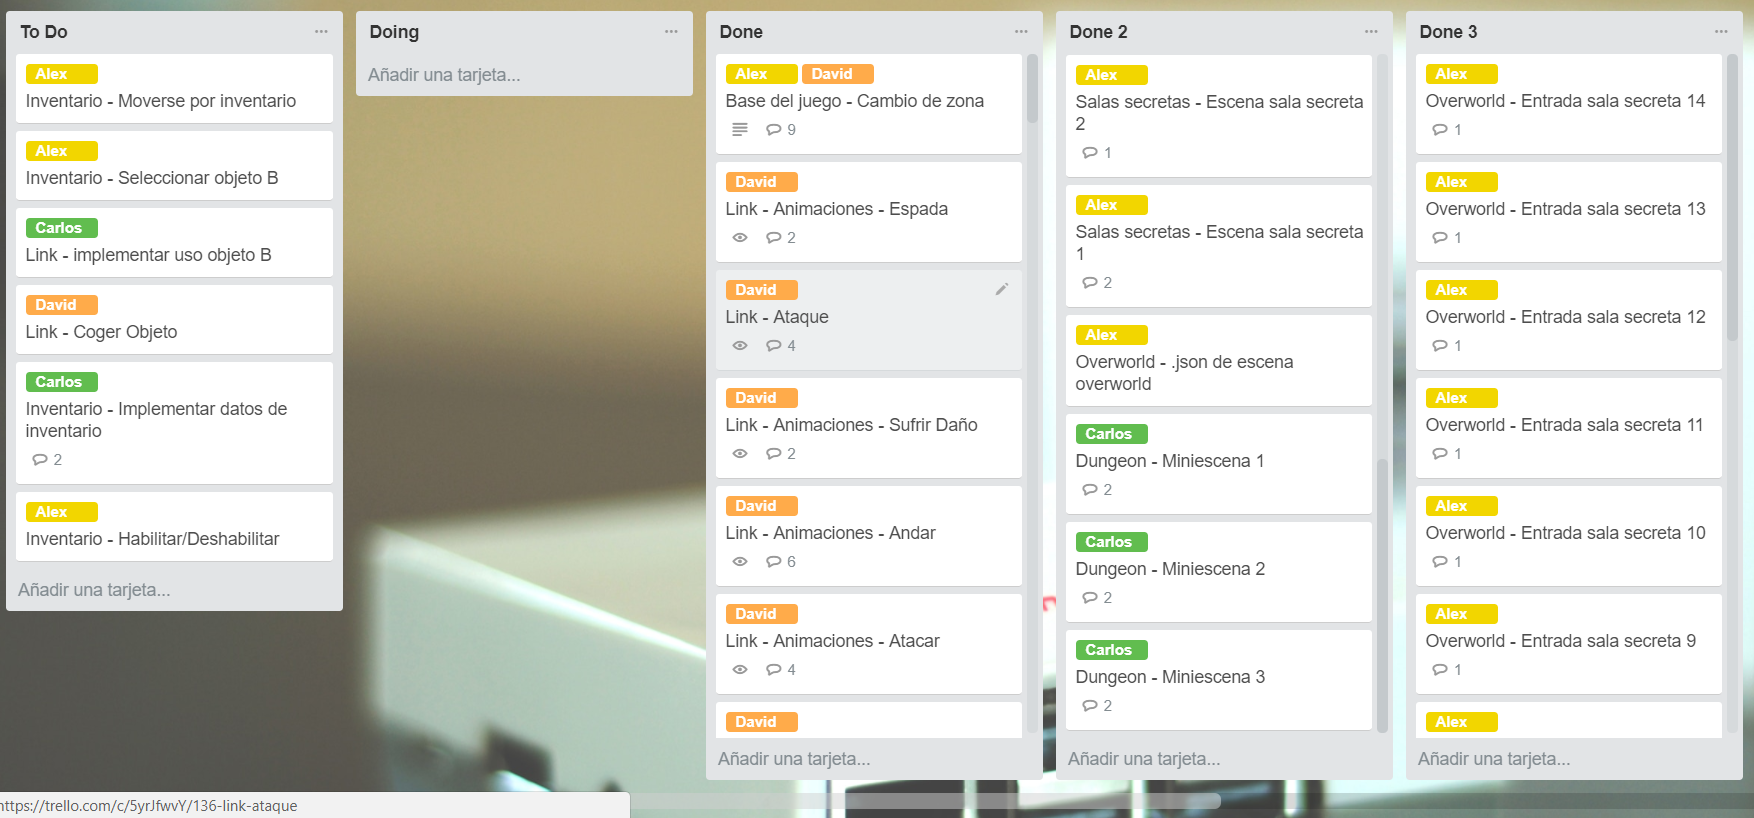 To Do
Alex
Inventario - Moverse por inventario
Alex
Inventario - Seleccionar objeto B
Carlos
Link - implementar uso objeto B
David
Link - Coger Objeto
Carlos
Inventario - Implementar datos de
inventario
2
Alex
Inventario - Habilitar/Deshabilitar
Añadir una tarjeta...
Doing
Añadir una tarjeta...
Done
Alex David
Base del juego - Cambio de zona
9
David
Link - Animaciones - Espada
2
David
Link - Ataque
4
David
Link - Animaciones - Sufrir Daño
2
David
Link - Animaciones - Andar
6
David
Link - Animaciones - Atacar
4
David
Añadir una tarjeta...
Done 2
Alex
Salas secretas - Escena sala secreta
2
1
Alex
Salas secretas - Escena sala secreta
1
2
Alex
Overworld - .json de escena
overworld
Carlos
Dungeon - Miniescena 1
2
Carlos
Dungeon - Miniescena 2
2
Carlos
Dungeon - Miniescena 3
2
Añadir una tarjeta...
Done 3
Alex
Overworld - Entrada sala secreta 14
1
Alex
Overworld - Entrada sala secreta 13
1
Alex
Overworld - Entrada sala secreta 12
1
Alex
Overworld - Entrada sala secreta 11
1
Alex
Overworld - Entrada sala secreta 10
1
Alex
Overworld - Entrada sala secreta 9
1
Alex
Añadir una tarjeta...
https://trello.com/c/5yrJfwvY/136-link-ataque